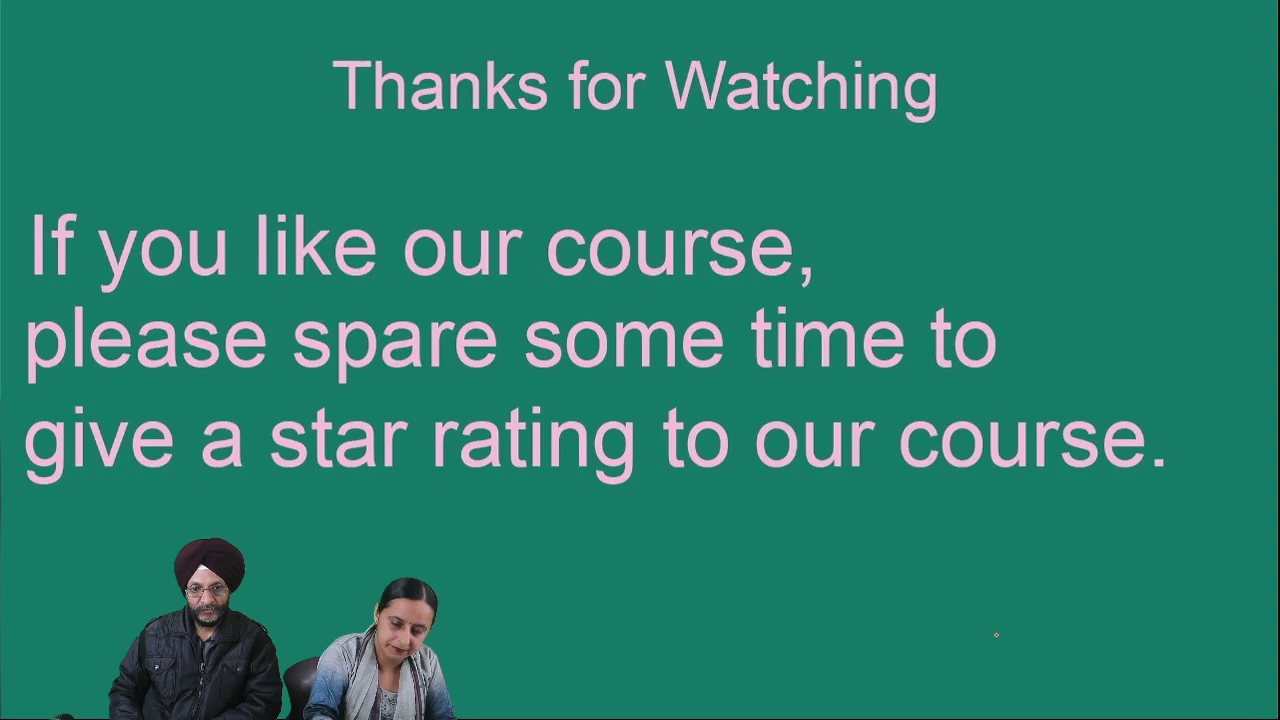 Thanks for Watching
If you like our course,
please spare some time to
give a star rating to our course.